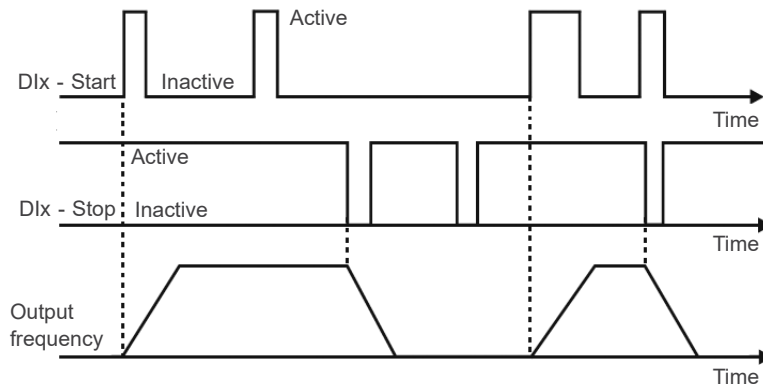 Active
DIx - Start
Inactive
Time
Active
DIx - Stop
Inactive
Time
Output
frequency
Time